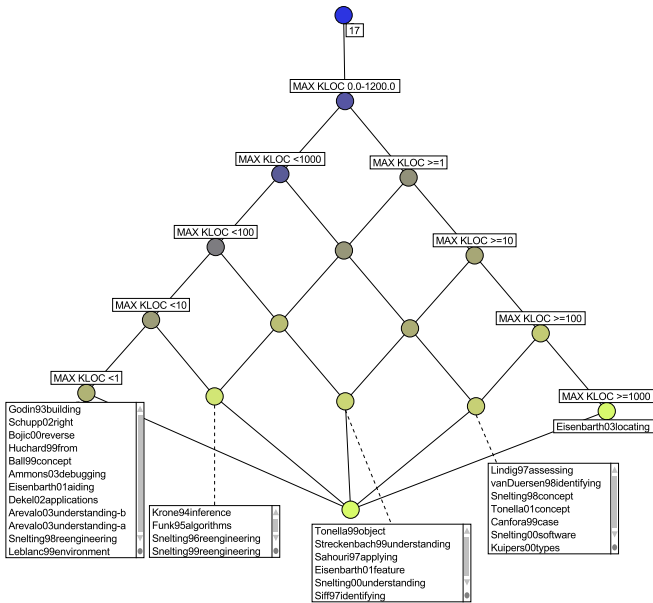 17
MAX KLOC 0.0-1200.0
MAX KLOC <1000
MAX KLOC >=1
MAX KLOC <100
MAX KLOC >=10
MAX KLOC <10
MAX KLOC >=100
MAX KLOC <1
MAX KLOC >=1000
Eisenbarth03locating
Godin93building
Schupp02right
Bojic00reverse
Huchard99from
Ball99concept
Ammons03debugging
Eisenbarth01aiding
Dekel02applications
Arevalo03understanding-b
Arevalo03understanding-a
Snelting98reengineering
Leblanc99environment
Krone94inference
Funk95algorithms
Snelting96reengineering
Snelting99reengineering
Tonella99object
Streckenbach99understanding
Sahouri97applying
Eisenbarth01feature
Snelting00understanding
Siff97identifying
Lindig97assessing
vanDuersen98identifying
Snelting98concept
Tonella01concept
Canfora99case
Snelting00software
Kuipers00types